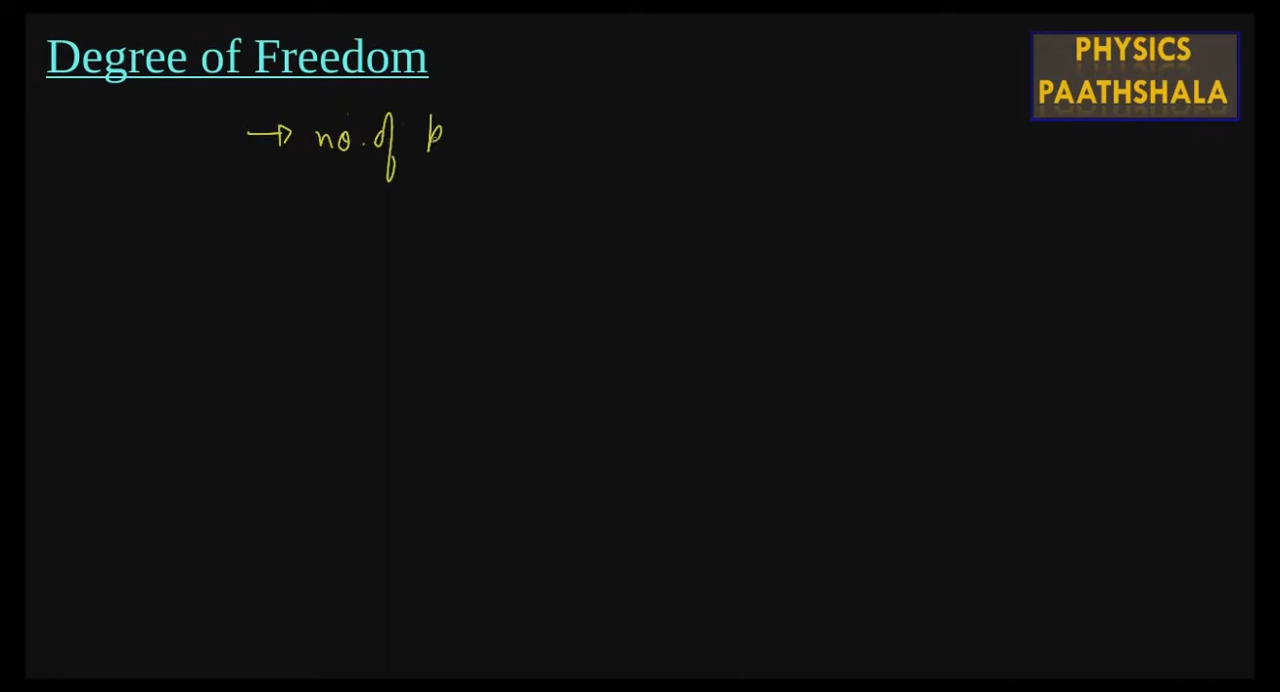 Degree of Freedom
PHYSICS
PAATHSHALA
→ no. of p